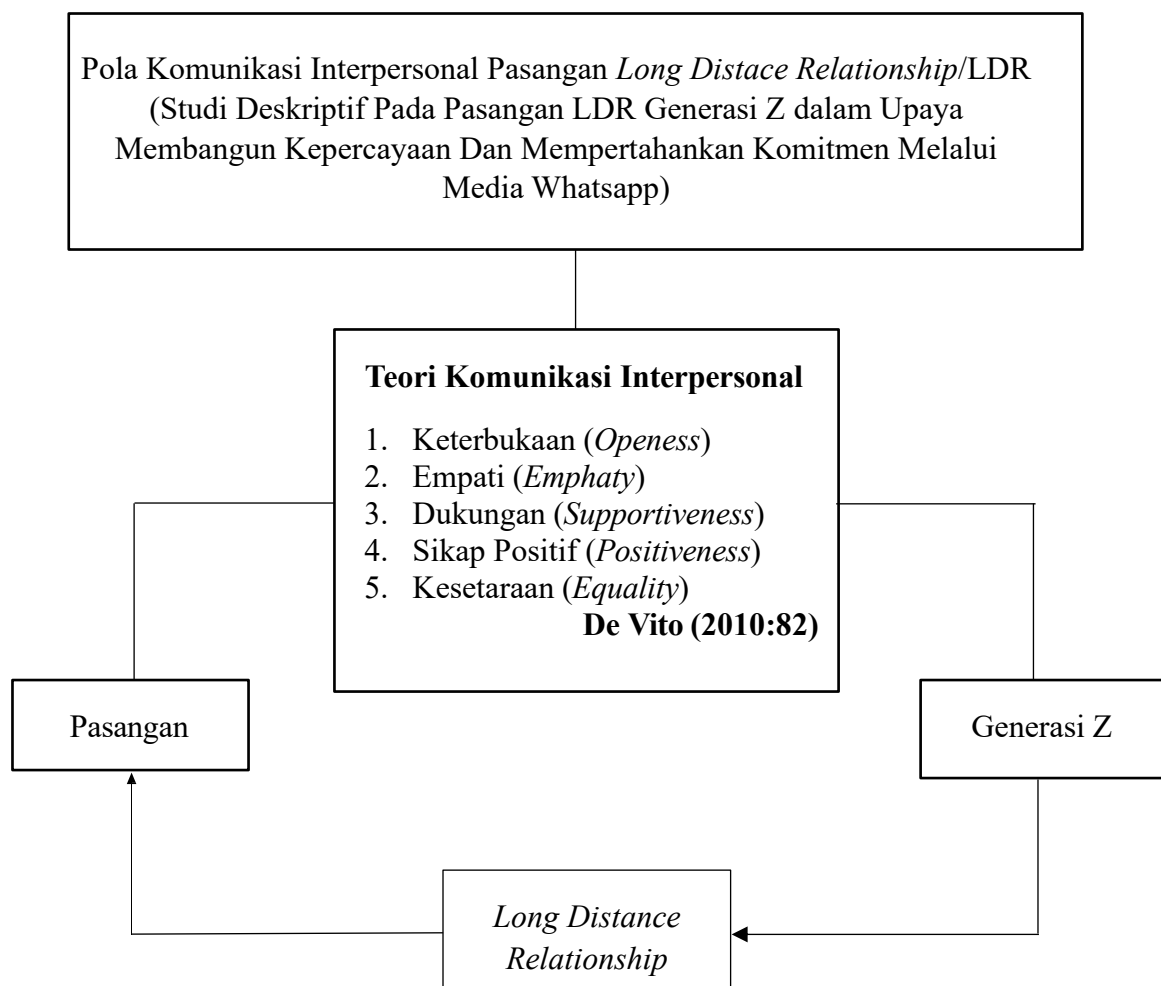 Pola Komunikasi Interpersonal Pasangan Long Distace Relationship/LDR
(Studi Deskriptif Pada Pasangan LDR Generasi Z dalam Upaya
Membangun Kepercayaan Dan Mempertahankan Komitmen Melalui
Media Whatsapp)
Teori Komunikasi Interpersonal
1. Keterbukaan (Openess)
2. Empati (Emphaty)
3. Dukungan (Supportiveness)
4. Sikap Positif (Positiveness)
5. Kesetaraan (Equality)
De Vito (2010:82)
Pasangan
Generasi Z
Long Distance
Relationship